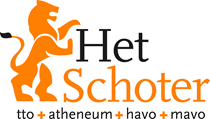 Het
Schoter
tto + atheneum + havo + mavo